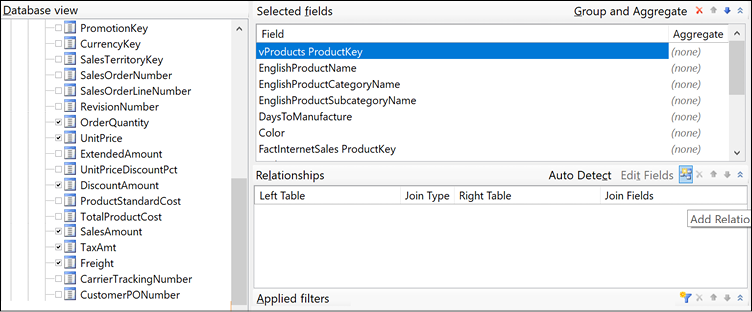 Database view
PromotionKey
CurrencyKey
SalesTerritoryKey
SalesOrderNumber
SalesOrderLineNumber
RevisionNumber
OrderQuantity
UnitPrice
ExtendedAmount
UnitPriceDiscountPct
DiscountAmount
ProductStandardCost
TotalProductCost
SalesAmount
TaxAmt
Freight
CarrierTrackingNumber
CustomerPONumber
Selected fields Group and Aggregate
Field Aggregate
vProducts ProductKey (none)
EnglishProductName (none)
EnglishProductCategoryName (none)
EnglishProductSubcategoryName (none)
DaysToManufacture (none)
Color (none)
FactInternetSales ProductKey (none)
Relationships Auto Detect Edit Fields
Left Table Join Type Right Table Join Fields
Add Relatio
Applied filters